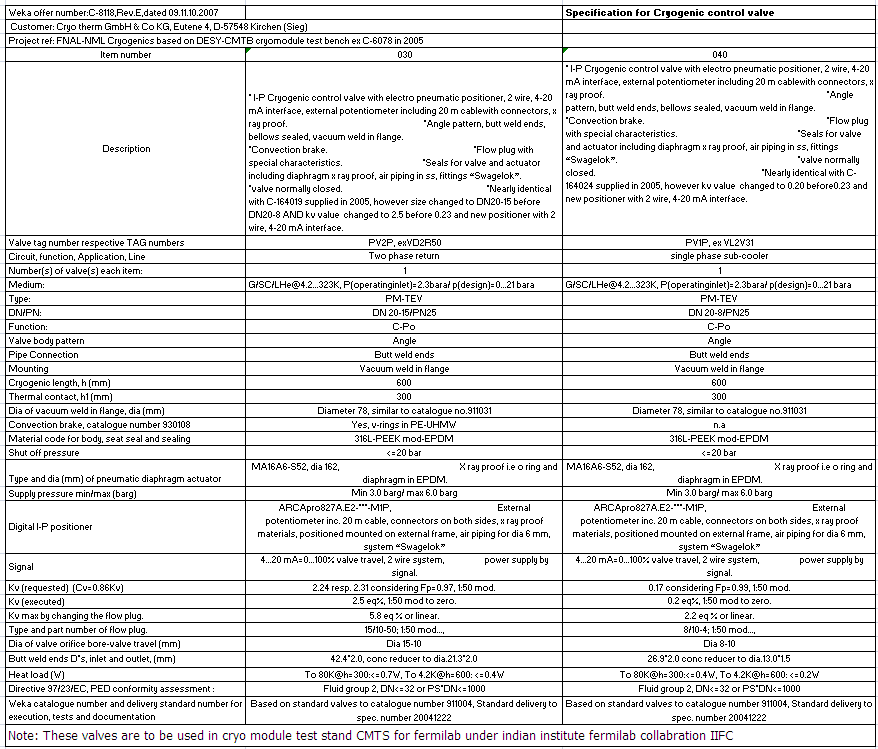 Weka offer number:C-8118,Rev.E,dated 09.11.10.2007
Specification for Cryogenic control valve
Customer: Cryo therm GmbH & Co KG, Eutene 4, D-57548 Kirchen (Sieg)
Project ref: FNAL-NML Cryogenics based on DESY-CMTB cryomodule test bench ex C-6078 in 2005
Item number 030 040
Description
"I-P Cryogenic control valve with electro pneumatic positioner, 2 wire, 4-20
mA interface, external potentiometer including 20 m cablewith connectors, x
ray proof. "Angle pattern, butt weld ends,
bellows sealed, vacuum weld in flange.
"Convection brake. "Flow plug with
special characteristics. "Seals for valve and actuator
including diaphragm x ray proof, air piping in ss, fittings “Swagelok”.
"valve normally closed. "Nearly identical
with C-164019 supplied in 2005, however size changed to DN20-15 before
DN20-8 AND kv value changed to 2.5 before 0.23 and new positioner with 2
wire, 4-20 mA interface.
"I-P Cryogenic control valve with electro pneumatic positioner, 2 wire, 4-20
mA interface, external potentiometer including 20 m cablewith connectors, x
ray proof. "Angle
pattern, butt weld ends, bellows sealed, vacuum weld in flange.
"Convection brake. "Flow plug
with special characteristics. "Seals for valve
and actuator including diaphragm x ray proof, air piping in ss, fittings
“Swagelok”. "valve normally
closed. "Nearly identical with C-
164024 supplied in 2005, however kv value changed to 0.20 before0.23 and
new positioner with 2 wire, 4-20 mA interface.
Valve tag number respective TAG numbers PV2P, exVD2R50 PV1P, ex VL2V31
Circuit, function, Application, Line Two phase return single phase sub-cooler
Number(s) of valve(s) each item: 1 1
Medium: G/SC/LHe@4.2...323K, P(operatinginlet)=2.3bara/ p(design)=0...21 bara G/SC/LHe@4.2...323K, P(operatinginlet)=2.3bara/ p(design)=0...21 bara
Type: PM-TEV PM-TEV
DN/PN: DN 20-15/PN25 DN 20-8/PN25
Function: C-Po C-Po
Valve body pattern Angle Angle
Pipe Connection Butt weld ends Butt weld ends
Mounting Vacuum weld in flange Vacuum weld in flange
Cryogenic length, h (mm) 600 600
Thermal contact, h1 (mm) 300 300
Dia of vacuum weld in flange, dia (mm) Diameter 78, similar to catalogue no.911031 Diameter 78, similar to catalogue no.911031
Convection brake, catalogue number 930108 Yes, v-rings in PE-UHMW n.a
Material code for body, seat seal and sealing 316L-PEEK mod-EPDM 316L-PEEK mod-EPDM
Shut off pressure <=20 bar <=20 bar
Type and dia (mm) of pneumatic diaphragm actuator
MA16A6-S52, dia 162, X ray proof i.e o ring and
diaphragm in EPDM.
MA16A6-S52, dia 162, X ray proof i.e o ring and
diaphragm in EPDM.
Supply pressure min/max (barg) Min 3.0 barg/ max 6.0 barg Min 3.0 barg/ max 6.0 barg
Digital I-P positioner
ARCApro827A.E2-***-M1P, External
potentiometer inc. 20 m cable, connectors on both sides, x ray proof
materials, positioned mounted on external frame, air piping for dia 6 mm,
system “Swagelok”
ARCApro827A.E2-***-M1P, External
potentiometer inc. 20 m cable, connectors on both sides, x ray proof
materials, positioned mounted on external frame, air piping for dia 6 mm,
system “Swagelok”
Signal
4...20 mA=0...100% valve travel, 2 wire system, power supply by
signal.
4...20 mA=0...100% valve travel, 2 wire system, power supply by
signal.
Kv (requested) (Cv=0.86Kv) 2.24 resp. 2.31 considering Fp=0.97, 1:50 mod. 0.17 considering Fp=0.99, 1:50 mod.
Kv (executed) 2.5 eq%, 1:50 mod to zero. 0.2 eq%, 1:50 mod to zero.
Kv max by changing the flow plug. 5.8 eq % or linear. 2.2 eq % or linear.
Type and part number of flow plug. 15/10-50; 1:50 mod..., 8/10-4; 1:50 mod...,
Dia of valve orifice bore-valve travel (mm) Dia 15-10 Dia 8-10
Butt weld ends D"s, inlet and outlet, (mm) 42.4*2.0, conc reducer to dia.21.3*2.0 26.9*2.0 conc reducer to dia.13.0*1.5
Heat load (W) To 80K@h=300:<=0.7W, To 4.2K@h=600: <=0.4W To 80K@h=300:<=0.4W, To 4.2K@h=600: <=0.2W
Directive 97/23/EC, PED conformity assessment : Fluid group 2, DN<=32 or PS*DN<=1000 Fluid group 2, DN<=32 or PS*DN<=1000
Weka catalogue number and delivery standard number for
execution, tests and documentation
Based on standard valves to catalogue number 911004, Standard delivery to
spec. number 20041222
Based on standard valves to catalogue number 911004, Standard delivery to
spec. number 20041222
Note: These valves are to be used in cryo module test stand CMTS for fermilab under indian institute fermilab collabration IIFC